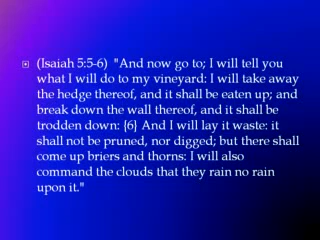 (Isaiah 5:5-6) "And now go to; I will tell you
what I will do to my vineyard: I will take away
the hedge thereof, and it shall be eaten up; and
break down the wall thereof, and it shall be
trodden down: {6} And I will lay it waste: it
shall not be pruned, nor digged; but there shall
come up briers and thorns: I will also
command the clouds that they rain no rain
upon it."